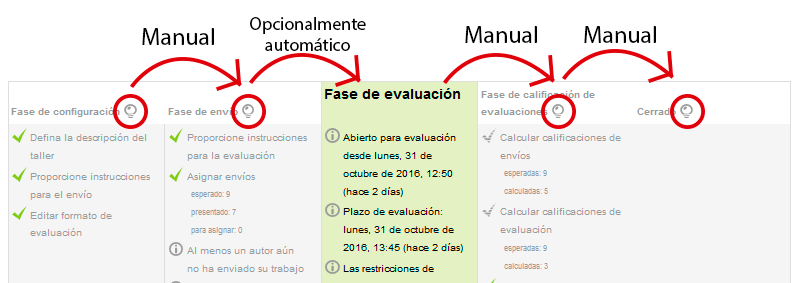 Manual
Opcionalmente
automático
Manual
Manual
Fase de configuración
Defina la descripción del
taller
Proporcione instrucciones
para el envío
Editar formato de
evaluación
Fase de envío
Proporcione instrucciones
para la evaluación
Asignar envíos
esperado: 9
presentado: 7
para asignar: 0
Al menos un autor aún
no ha enviado su trabajo
Fase de evaluación
Abierto para evaluación
desde lunes, 31 de
octubre de 2016, 12:50
(hace 2 días)
Plazo de evaluación:
lunes, 31 de octubre de
2016, 13:45 (hace 2 días)
Las restricciones de
Fase de calificación de
evaluaciones
Calcular calificaciones de
envíos
esperadas: 9
calculadas: 5
Calcular calificaciones de
evaluación
esperadas: 9
calculadas: 3
Cerrado